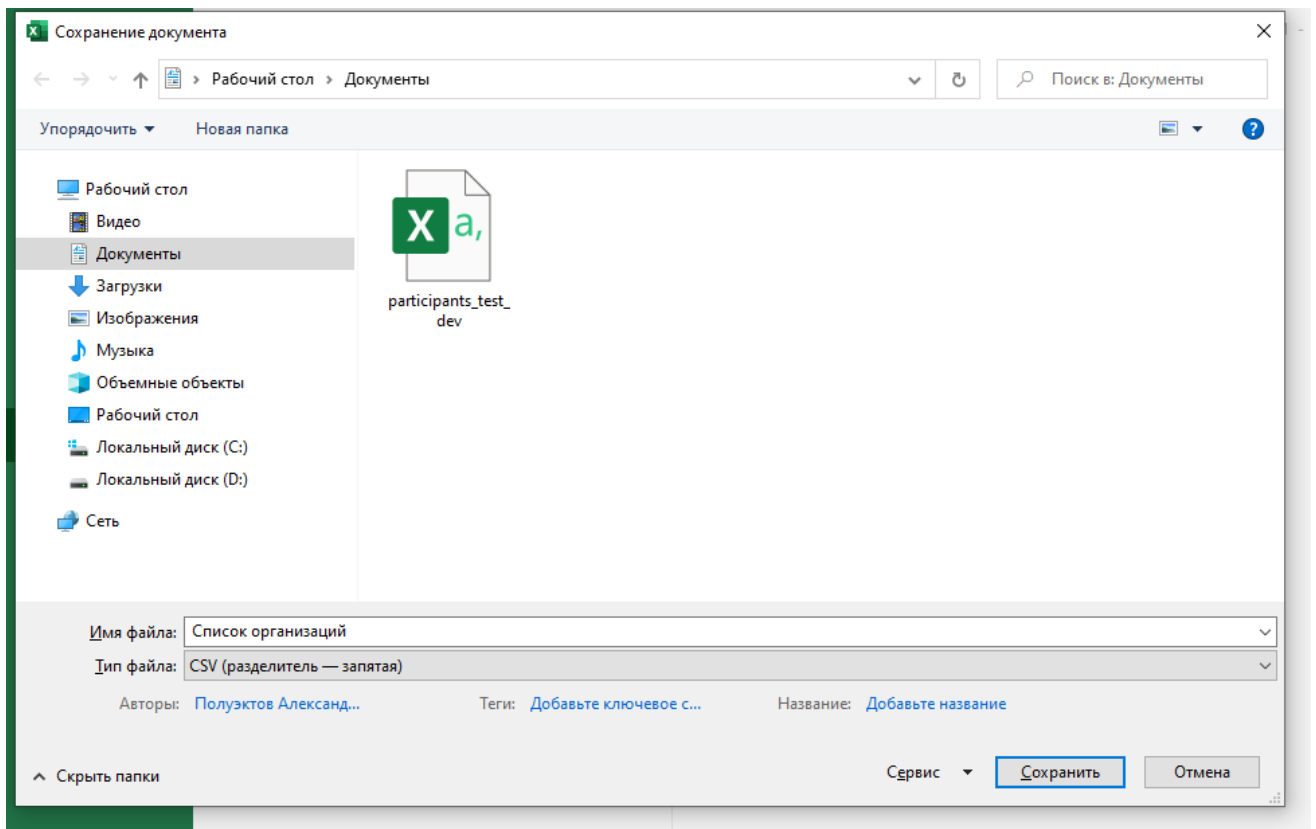 Сохранение документа
Рабочий стол › Документы
Поиск в: Документы
Упорядочить
Новая папка
Рабочий стол
Видео
Документы
Загрузки
Изображения
Музыка
Объемные объекты
Рабочий стол
Локальный диск (C:)
Локальный диск (D:)
Сеть
X a,
participants_test_
dev
Имя файла: Список организаций
Тип файла: CSV (разделитель — запятая)
Авторы: Полуэктов Александ... Теги: Добавьте ключевое с... Название: Добавьте название
Скрыть папки
Сервис
Сохранить
Отмена